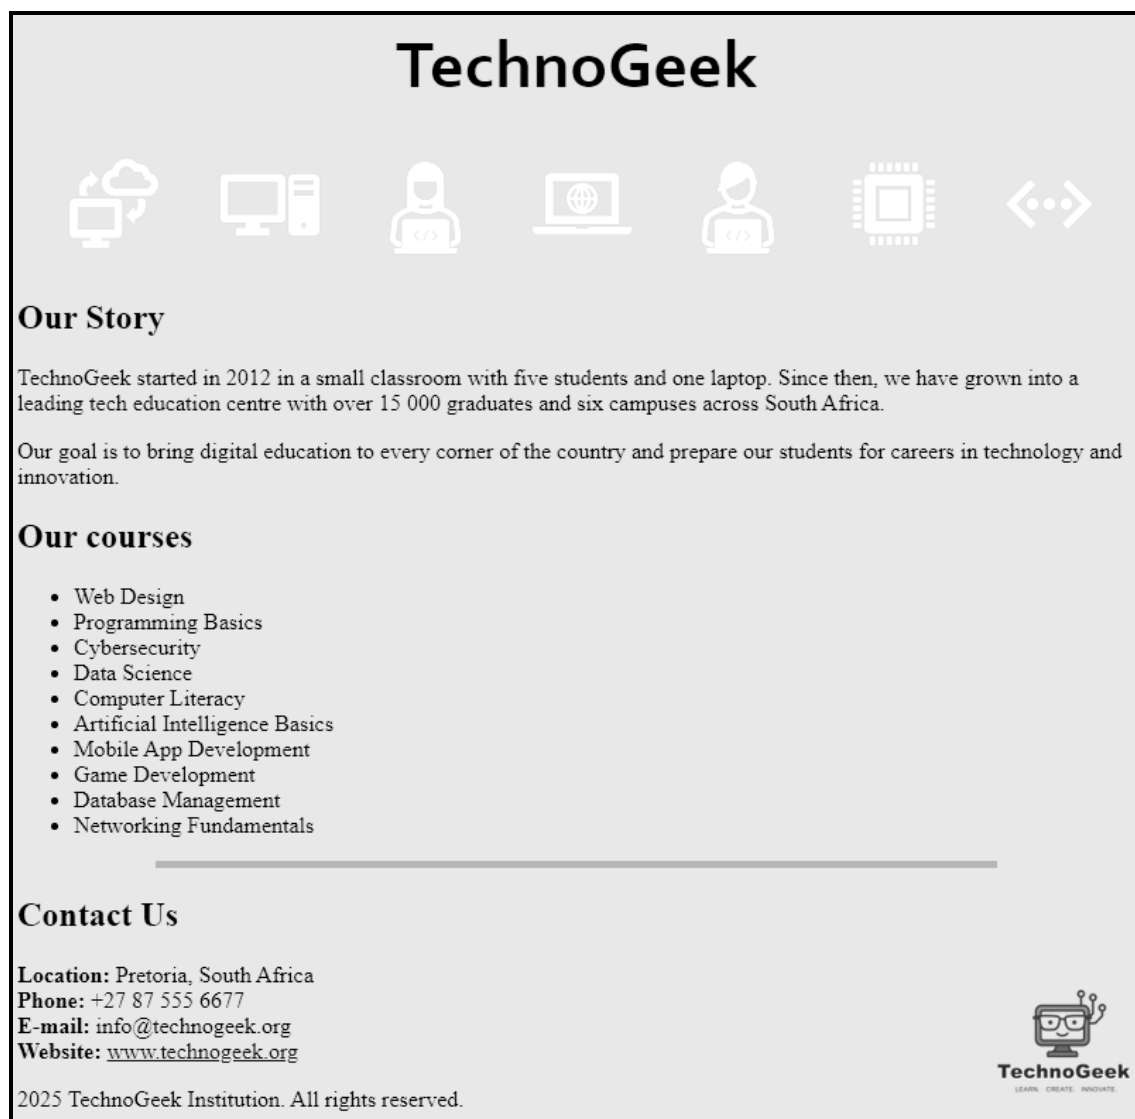 TechnoGeek
</>
</>
Our Story
TechnoGeek started in 2012 in a small classroom with five students and one laptop. Since then, we have grown into a
leading tech education centre with over 15 000 graduates and six campuses across South Africa.
Our goal is to bring digital education to every corner of the country and prepare our students for careers in technology and
innovation.
Our courses
• Web Design
• Programming Basics
• Cybersecurity
• Data Science
• Computer Literacy
• Artificial Intelligence Basics
• Mobile App Development
• Game Development
• Database Management
• Networking Fundamentals
Contact Us
Location: Pretoria, South Africa
Phone: +27 87 555 6677
E-mail: info@technogeek.org
Website: www.technogeek.org
TechnoGeek
LEARN. CREATE. INNOVATE.
2025 TechnoGeek Institution. All rights reserved.